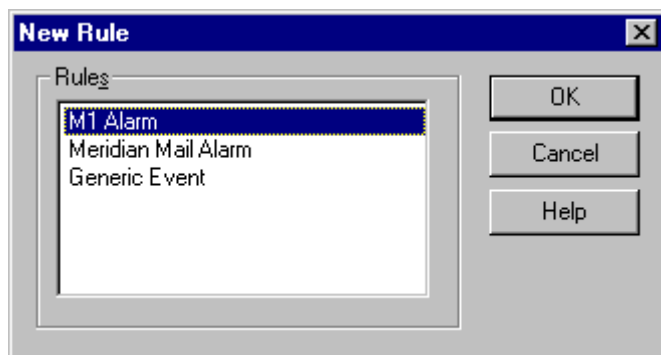 New Rule
Rules
M1 Alarm
Meridian Mail Alarm
Generic Event
OK
Cancel
Help